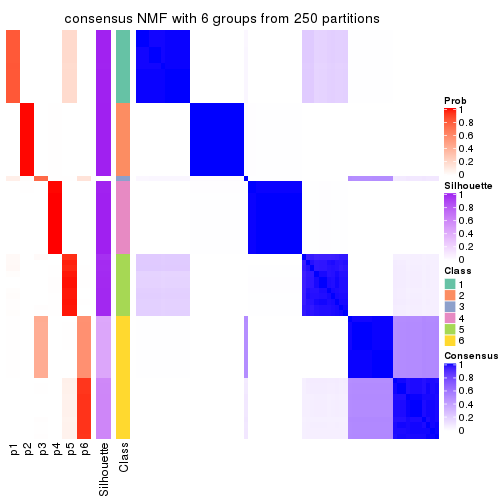 consensus NMF with 6 groups from 250 partitions
Prob
1
0.8
0.6
0.4
0.2
0
Silhouette
1
0.8
0.6
0.4
0.2
0
Class
1
2
3
4
5
6
Consensus
1
0.8
0.6
0.4
0.2
0
p1
p2
p3
p4
p5
p6
Silhouette
Class